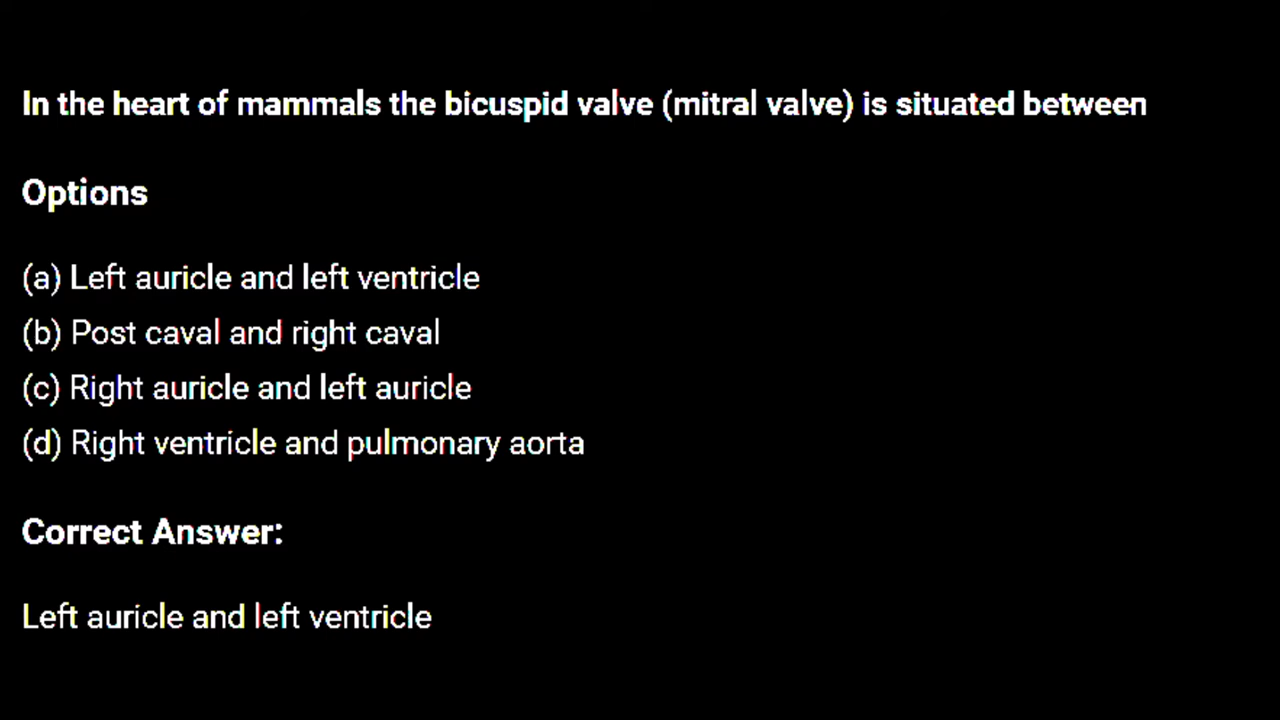 In the heart of mammals the bicuspid valve (mitral valve) is situated between
Options
(a) Left auricle and left ventricle
(b) Post caval and right caval
(c) Right auricle and left auricle
(d) Right ventricle and pulmonary aorta
Correct Answer:
Left auricle and left ventricle